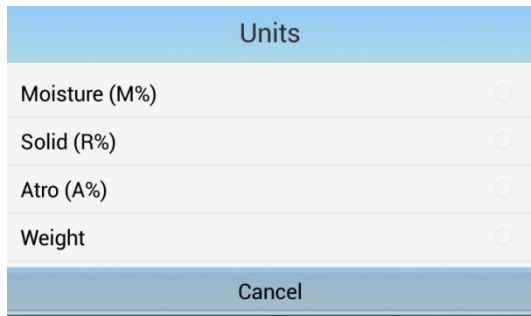 Units
Moisture (M%)
Solid (R%)
Atro (A%)
Weight
Cancel